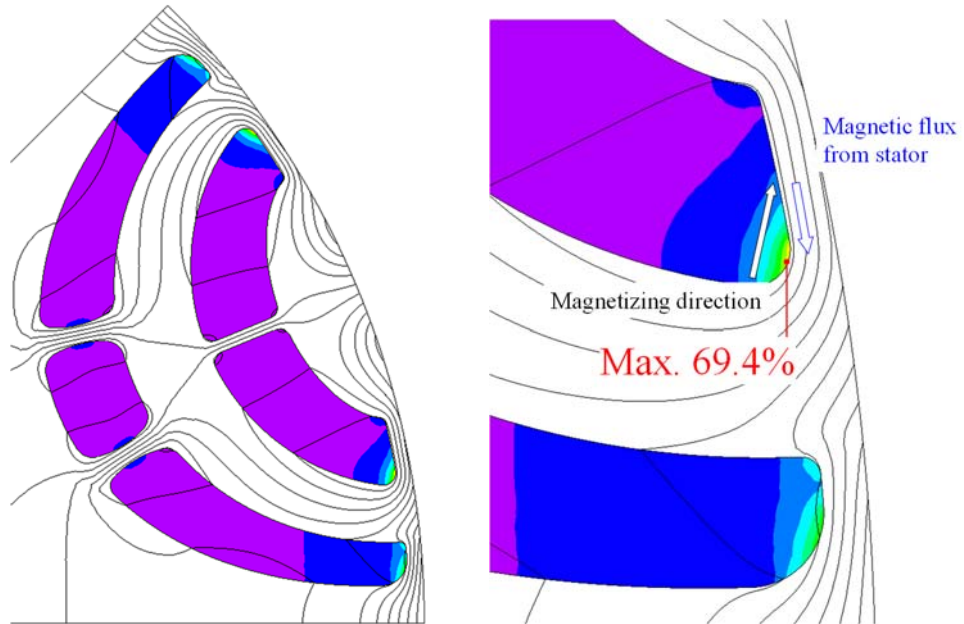 Magnetic flux
from stator
Magnetizing direction
Max. 69.4%